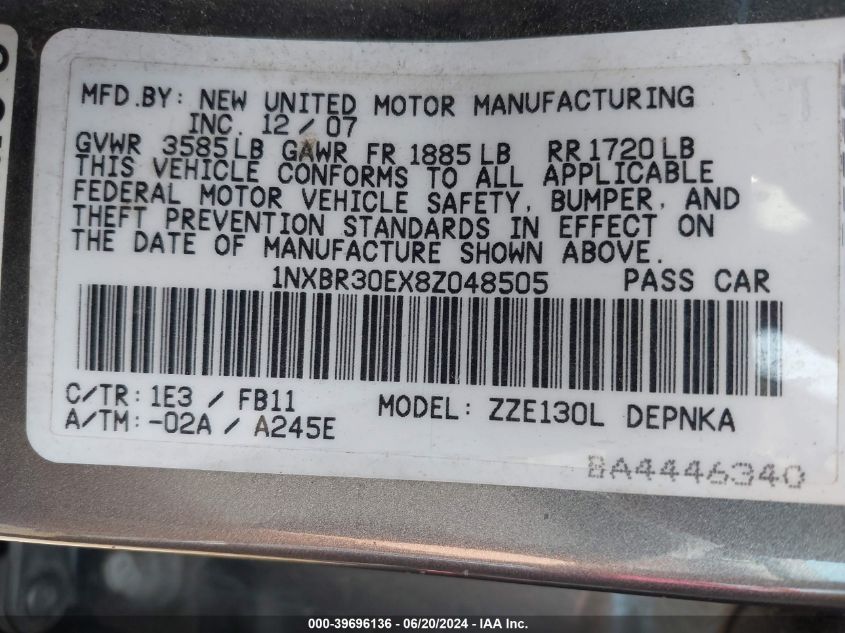 MFD.BY: NEW UNITED MOTOR MANUFACTURING
INC. 12/07
GVWR 3585LB GAWR FR 1885LB RR 1720LB
THIS VEHICLE CONFORMS TO ALL APPLICABLE
FEDERAL MOTOR VEHICLE SAFETY, BUMPER, AND
THEFT PREVENTION STANDARDS IN EFFECT ON
THE DATE OF MANUFACTURE SHOWN ABOVE.
1NXBR30EX8Z048505 PASS CAR
C/TR: 1E3 / FB11
A/TM: -02A / A245E
MODEL: ZZE130L DEPNKA
BA4446340
000-39696136 - 06/20/2024 - IAA Inc.